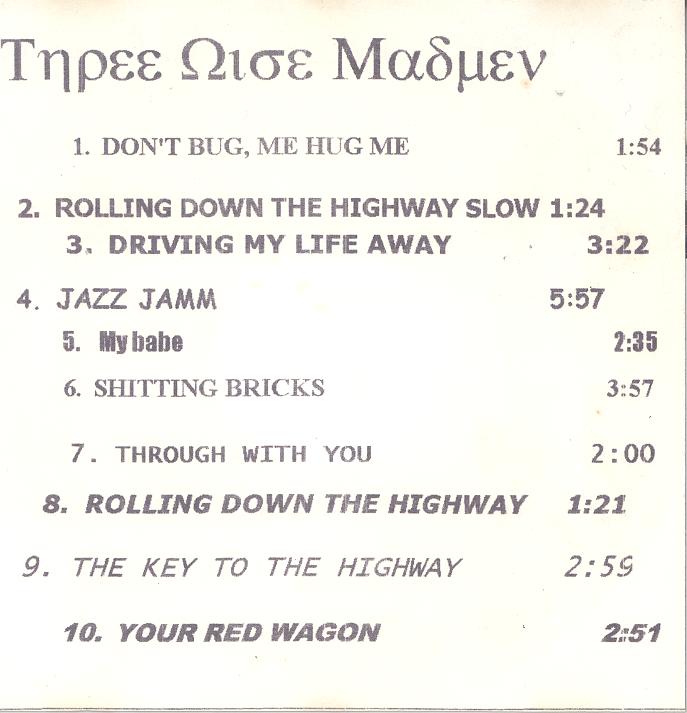 Τηρεε Ωισε Μαδμεν
1. DON'T BUG, ME HUG ME 1:54
2. ROLLING DOWN THE HIGHWAY SLOW 1:24
3. DRIVING MY LIFE AWAY 3:22
4. JAZZ JAMM 5:57
5. My babe 2:35
6. SHITTING BRICKS 3:57
7. THROUGH WITH YOU 2:00
8. ROLLING DOWN THE HIGHWAY 1:21
9. THE KEY TO THE HIGHWAY 2:59
10. YOUR RED WAGON 2:51